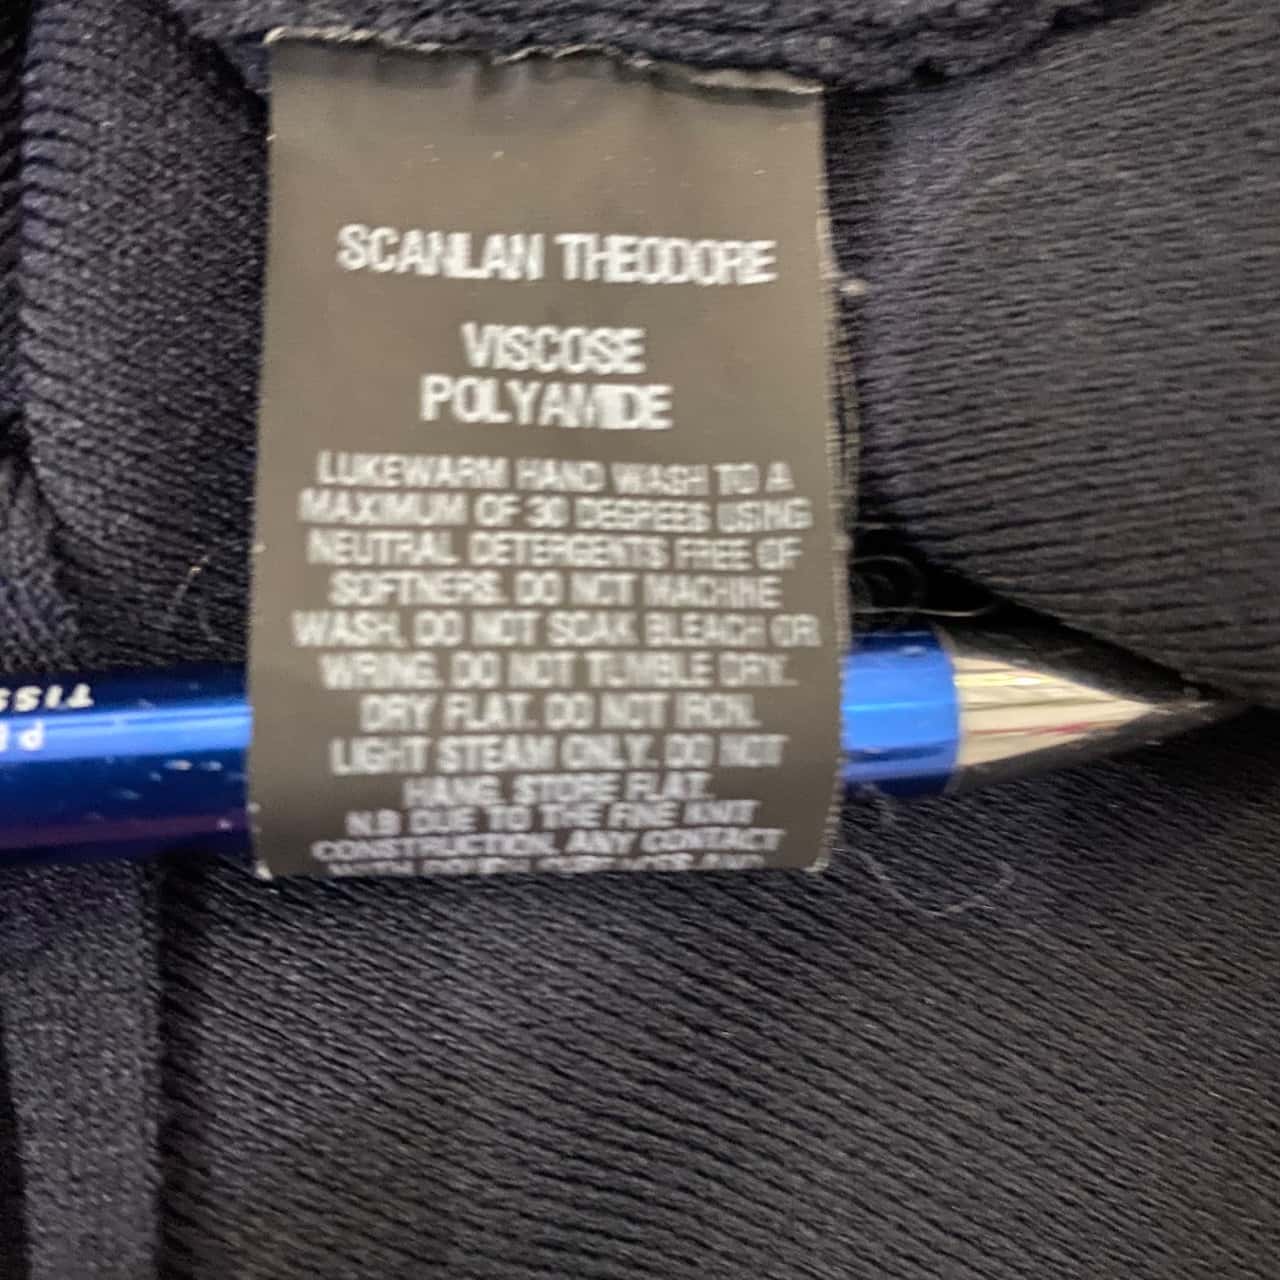 SCANLAN THEODORE
VISCOSE
POLYAMIDE
LUKEWARM HAND WASH TO A
MAXIMUM OF 30 DEGREES USING
NEUTRAL DETERGENTS FREE OF
SOFTNERS. DO NOT MACHINE
WASH, DO NOT SOAK BLEACH OR
WRING. DO NOT TUMBLE DRY.
DRY FLAT. DO NOT IRON.
LIGHT STEAM ONLY. DO NOT
HANG. STORE FLAT.
N.B DUE TO THE FINE KNIT
CONSTRUCTION, ANY CONTACT
TISS